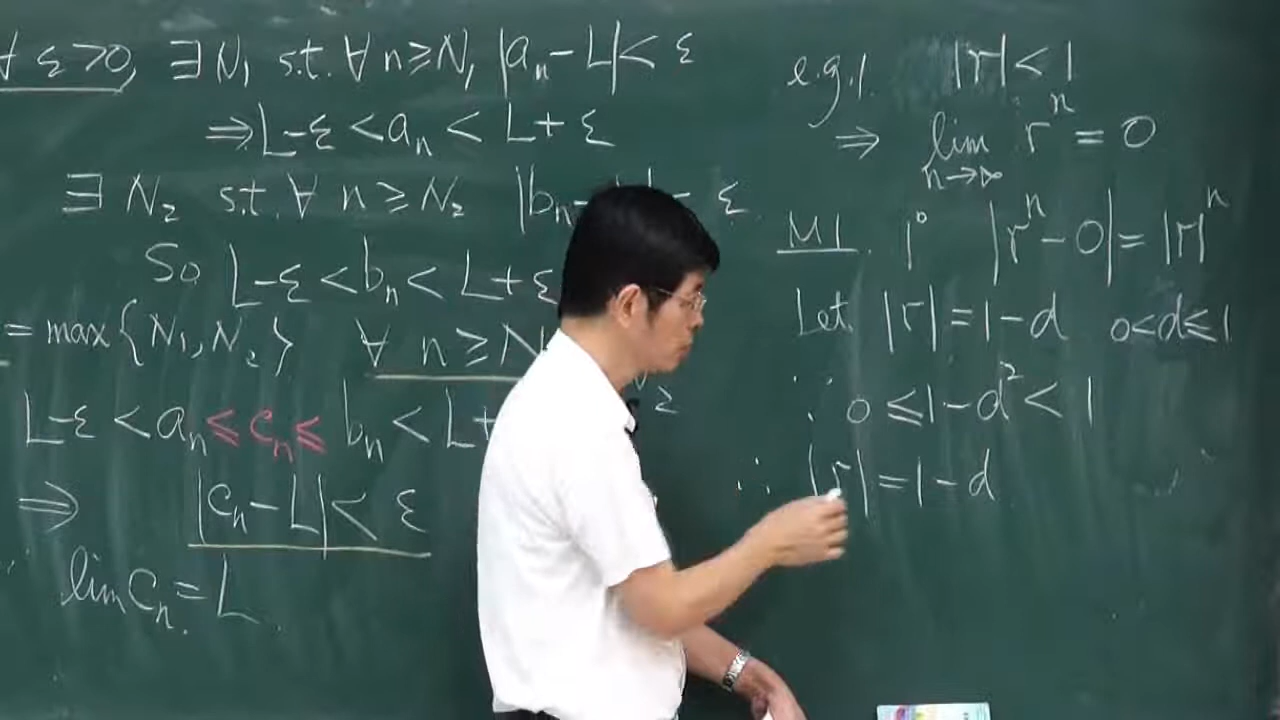 ∀ ε>0, ∃ N₁ s.t. ∀ n≥N₁ |aₙ-L|< ε
⇒ L-ε < aₙ < L+ε
∃ N₂ s.t. ∀ n≥N₂ |bₙ- ε
So L-ε < bₙ < L+ε
= max{N₁, N₂} ∀ n≥N
L-ε < aₙ ≤ cₙ ≤ bₙ < L+
⇒ |cₙ-L| < ε
lim cₙ = L.
e.g.1. |r|<1
⇒ lim rⁿ = 0
n→∞
M1. 1° |rⁿ-0| = |r|ⁿ
Let |r| = 1-d 0<d≤1
∵ 0≤1-d²<1
∴ |r| = 1-d